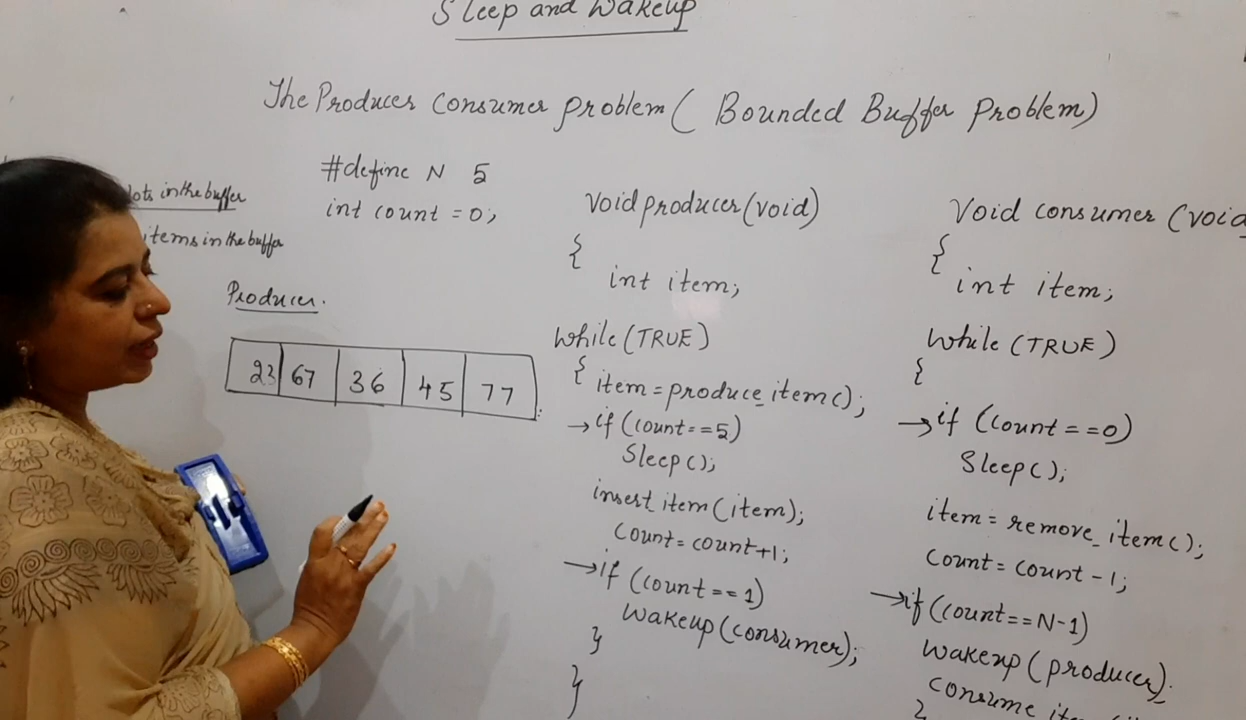 Sleep and Wakeup
The Producer Consumer problem ( Bounded Buffer Problem)
#define N 5
int count = 0;
in the buffer
items in the buffer
Producer.
23 67 36 45 77
Void producer(void)
{
int item;
While (TRUE)
{ item = produce_item();
→ if (count==5)
Sleep();
insert item (item);
Count = count+1;
→ if (count == 1)
Wakeup (consumer);
}
}
Void consumer (void
{
int item;
While (TRUE)
{
→ if (count ==0)
Sleep();
item = remove_item();
Count = count -1;
→ if (count == N-1)
Wakeup (producer);
Consume